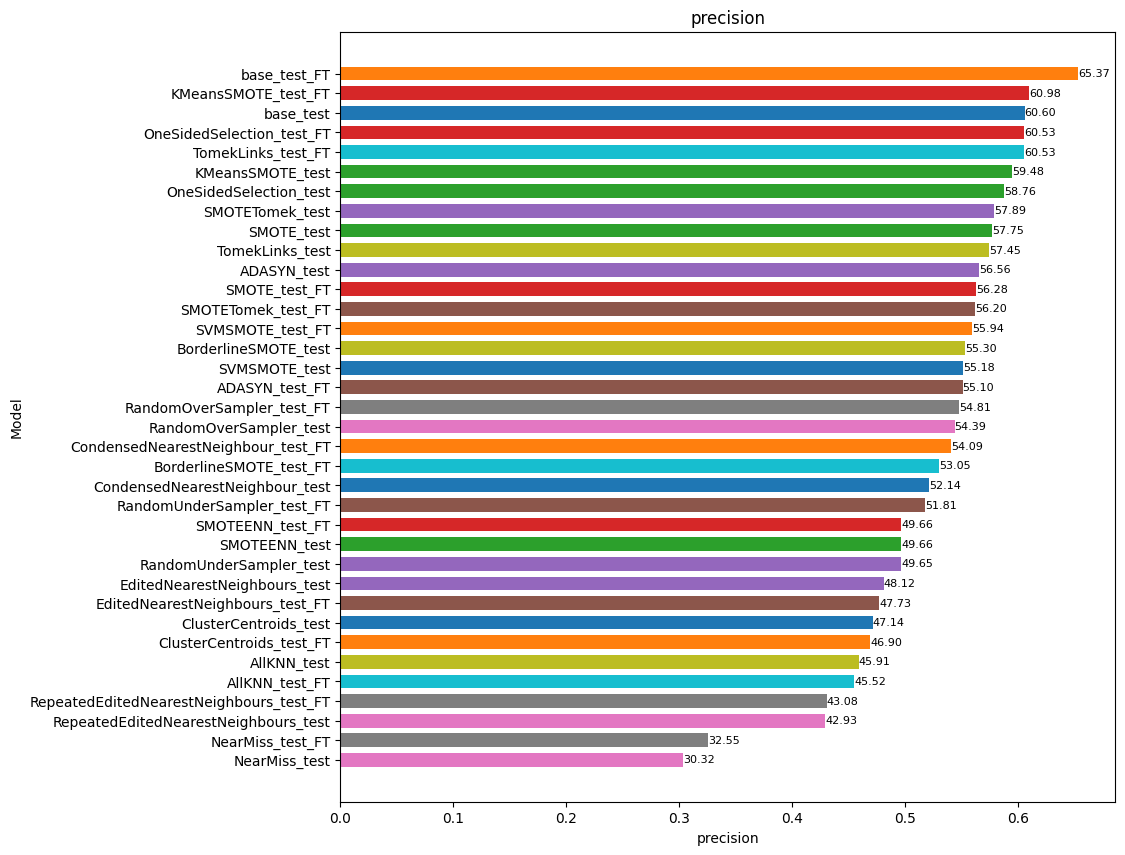 precision
base_test_FT 65.37
KMeansSMOTE_test_FT 60.98
base_test 60.60
OneSidedSelection_test_FT 60.53
TomekLinks_test_FT 60.53
KMeansSMOTE_test 59.48
OneSidedSelection_test 58.76
SMOTETomek_test 57.89
SMOTE_test 57.75
TomekLinks_test 57.45
ADASYN_test 56.56
SMOTE_test_FT 56.28
SMOTETomek_test_FT 56.20
SVMSMOTE_test_FT 55.94
BorderlineSMOTE_test 55.30
SVMSMOTE_test 55.18
ADASYN_test_FT 55.10
RandomOverSampler_test_FT 54.81
RandomOverSampler_test 54.39
CondensedNearestNeighbour_test_FT 54.09
BorderlineSMOTE_test_FT 53.05
CondensedNearestNeighbour_test 52.14
RandomUnderSampler_test_FT 51.81
SMOTEENN_test_FT 49.66
SMOTEENN_test 49.66
RandomUnderSampler_test 49.65
EditedNearestNeighbours_test 48.12
EditedNearestNeighbours_test_FT 47.73
ClusterCentroids_test 47.14
ClusterCentroids_test_FT 46.90
AllKNN_test 45.91
AllKNN_test_FT 45.52
RepeatedEditedNearestNeighbours_test_FT 43.08
RepeatedEditedNearestNeighbours_test 42.93
NearMiss_test_FT 32.55
NearMiss_test 30.32
Model
0.0 0.1 0.2 0.3 0.4 0.5 0.6
precision